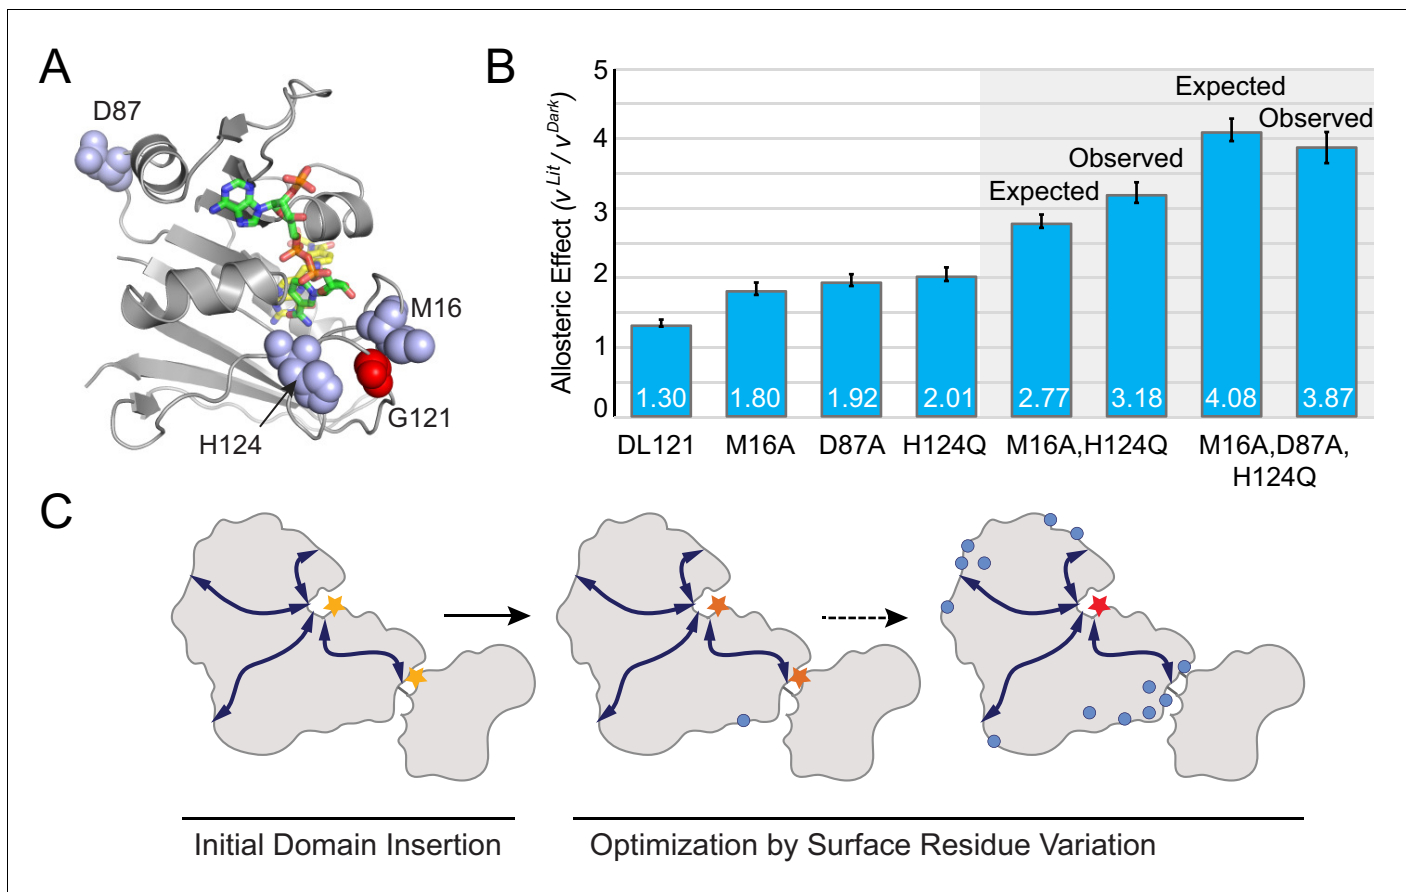 A
D87
M16
G121
H124
B
Allosteric Effect (v Lit / v Dark)
5
4
3
2
1
0
Expected
Observed
Expected
Observed
1.30
1.80
1.92
2.01
2.77
3.18
4.08
3.87
DL121
M16A
D87A
H124Q
M16A,H124Q
M16A,D87A,
H124Q
C
Initial Domain Insertion
Optimization by Surface Residue Variation